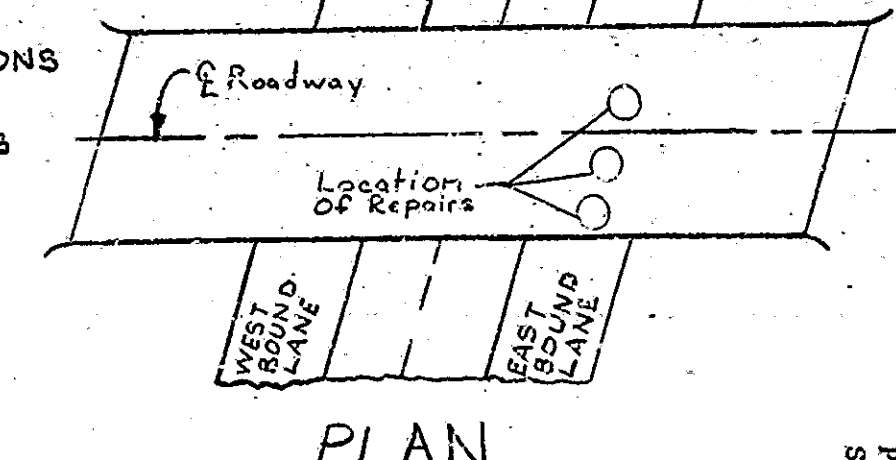 ONS
℄ Roadway
Location
Of Repairs
WEST
BOUND
LANE
EAST
BOUND
LANE
PLAN